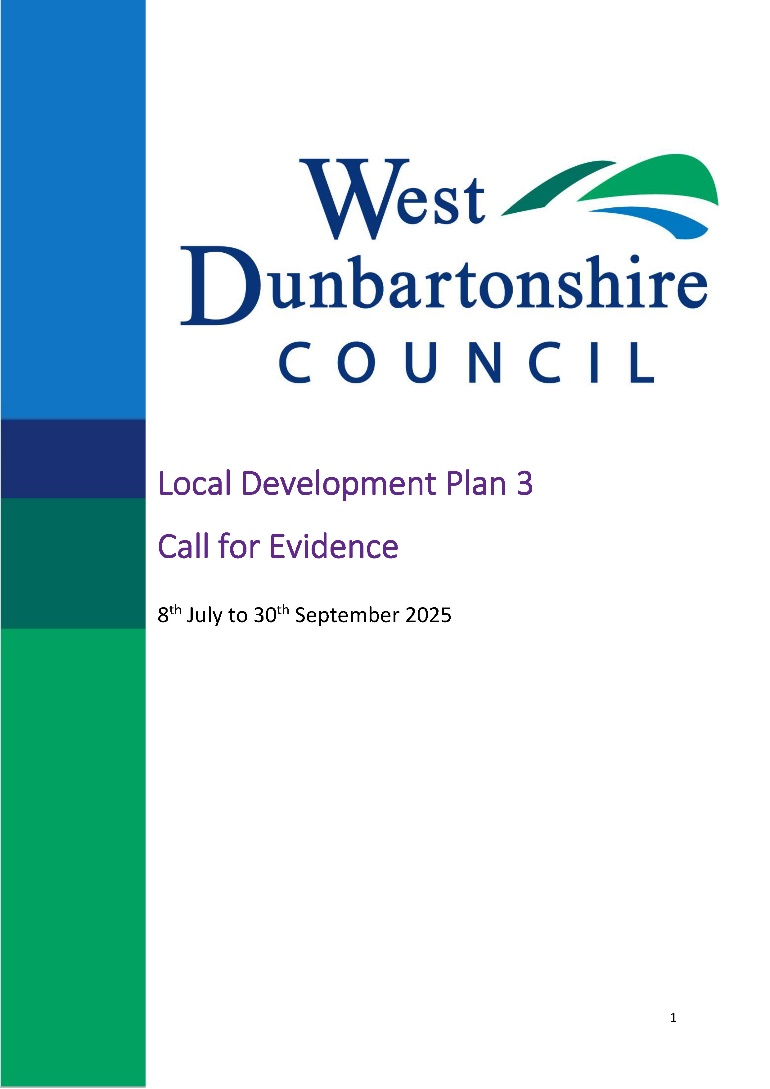 West
Dunbartonshire
COUNCIL
Local Development Plan 3
Call for Evidence
8th July to 30th September 2025
1